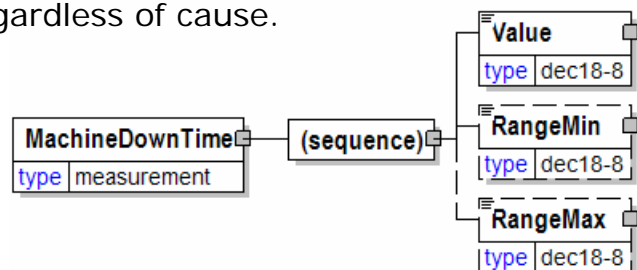 gardless of cause.
Value
type dec18-8
MachineDownTime
type measurement
(sequence)
RangeMin
type dec18-8
RangeMax
type dec18-8